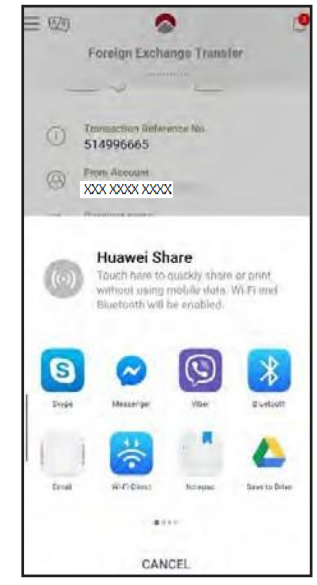 Foreign Exchange Transfer
Transaction Reference No.
514996665
From Account
XXX XXXX XXXX
Huawei Share
Touch here to quickly share or print
without using mobile data. Wi-Fi and
Bluetooth will be enabled.
Skype
Messenger
Viber
Bluetooth
Email
Wi-Fi Direct
Notepad
Save to Drive
CANCEL